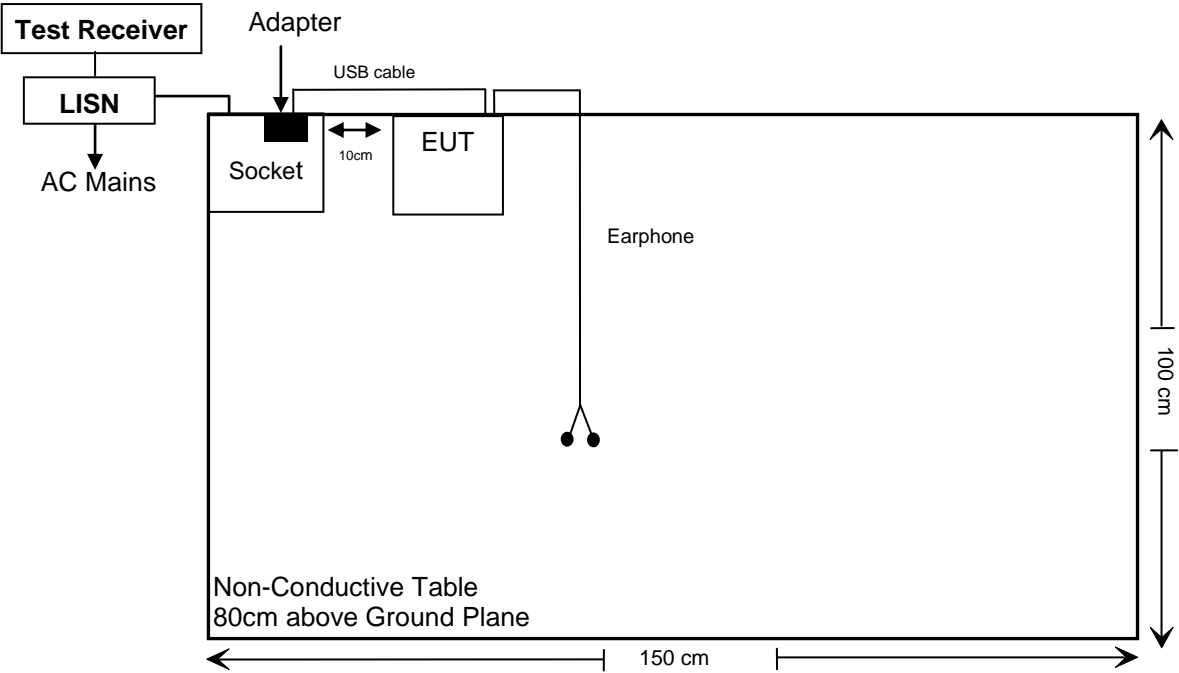 Test Receiver
Adapter
USB cable
LISN
10cm
EUT
Socket
AC Mains
Earphone
100 cm
Non-Conductive Table
80cm above Ground Plane
150 cm